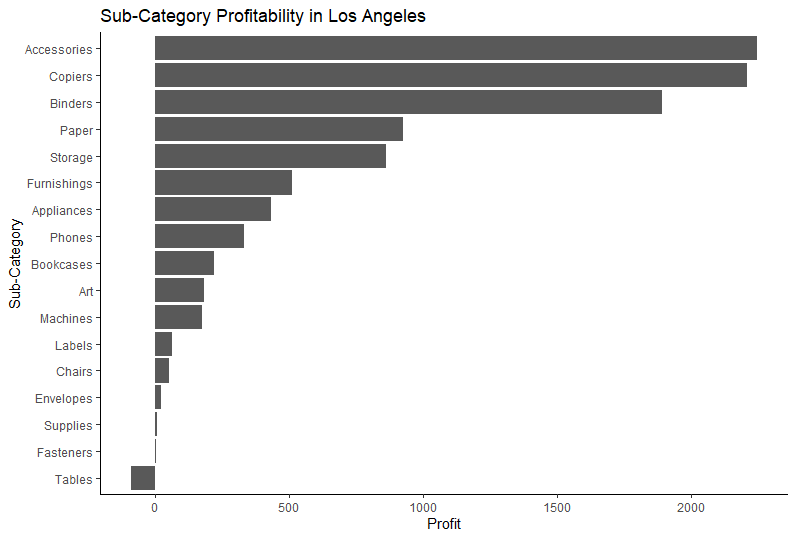 Sub-Category Profitability in Los Angeles
Accessories
Copiers
Binders
Paper
Storage
Furnishings
Appliances
Phones
Bookcases
Art
Machines
Labels
Chairs
Envelopes
Supplies
Fasteners
Tables
Sub-Category
0 500 1000 1500 2000
Profit